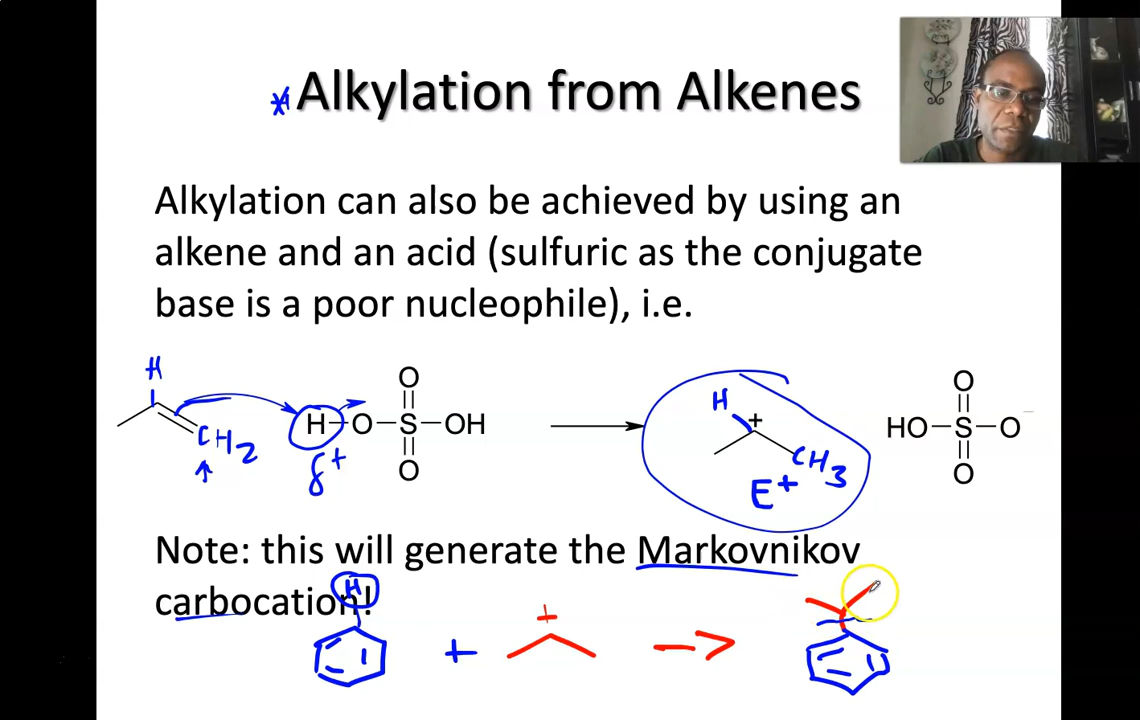 *Alkylation from Alkenes
Alkylation can also be achieved by using an
alkene and an acid (sulfuric as the conjugate
base is a poor nucleophile), i.e.
H
O
H
O
H–O–S–OH
+
HO–S–O⁻
CH2
CH3
δ+
O
E+
O
Note: this will generate the Markovnikov
carbocation!
H
+
+